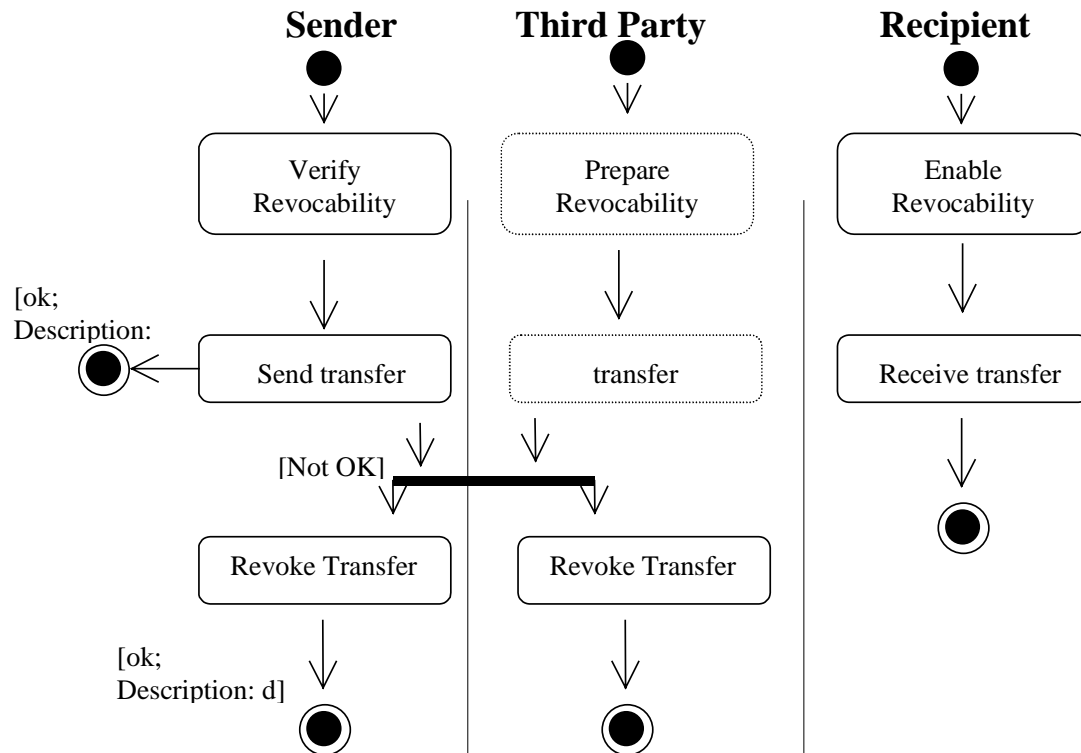 Sender
Third Party
Recipient
Verify
Revocability
Prepare
Revocability
Enable
Revocability
[ok;
Description:
Send transfer
transfer
Receive transfer
[Not OK]
Revoke Transfer
Revoke Transfer
[ok;
Description: d]